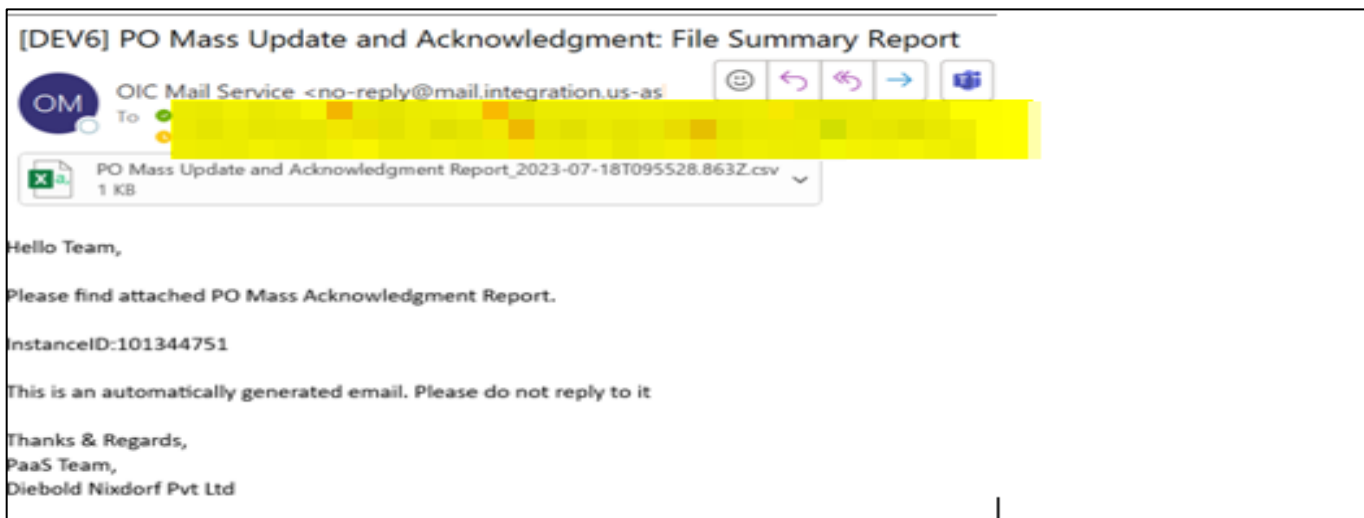 [DEV6] PO Mass Update and Acknowledgment: File Summary Report
OM
OIC Mail Service <no-reply@mail.integration.us-as
To
PO Mass Update and Acknowledgment Report_2023-07-18T095528.863Z.csv
1 KB
Hello Team,
Please find attached PO Mass Acknowledgment Report.
InstanceID:101344751
This is an automatically generated email. Please do not reply to it
Thanks & Regards,
PaaS Team,
Diebold Nixdorf Pvt Ltd